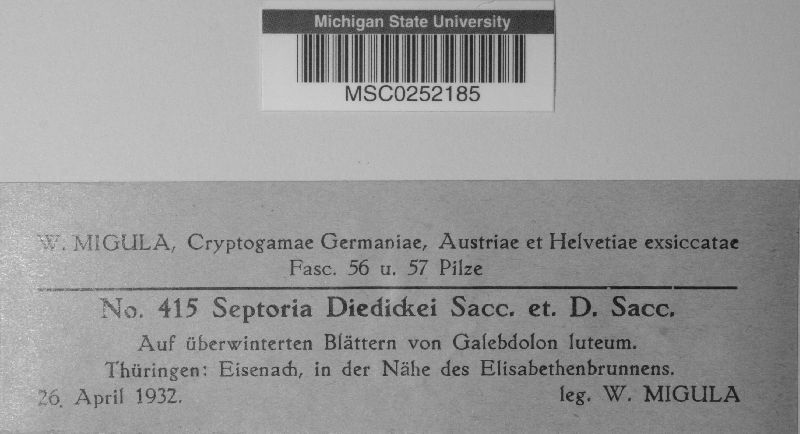 Michigan State University
MSC0252185
W. MIGULA, Cryptogamae Germaniae, Austriae et Helvetiae exsiccatae
Fasc. 56 u. 57 Pilze
No. 415 Septoria Diedickei Sacc. et. D. Sacc.
Auf überwinterten Blättern von Galebdolon luteum.
Thüringen: Eisenach, in der Nähe des Elisabethenbrunnens.
26. April 1932. leg. W. MIGULA